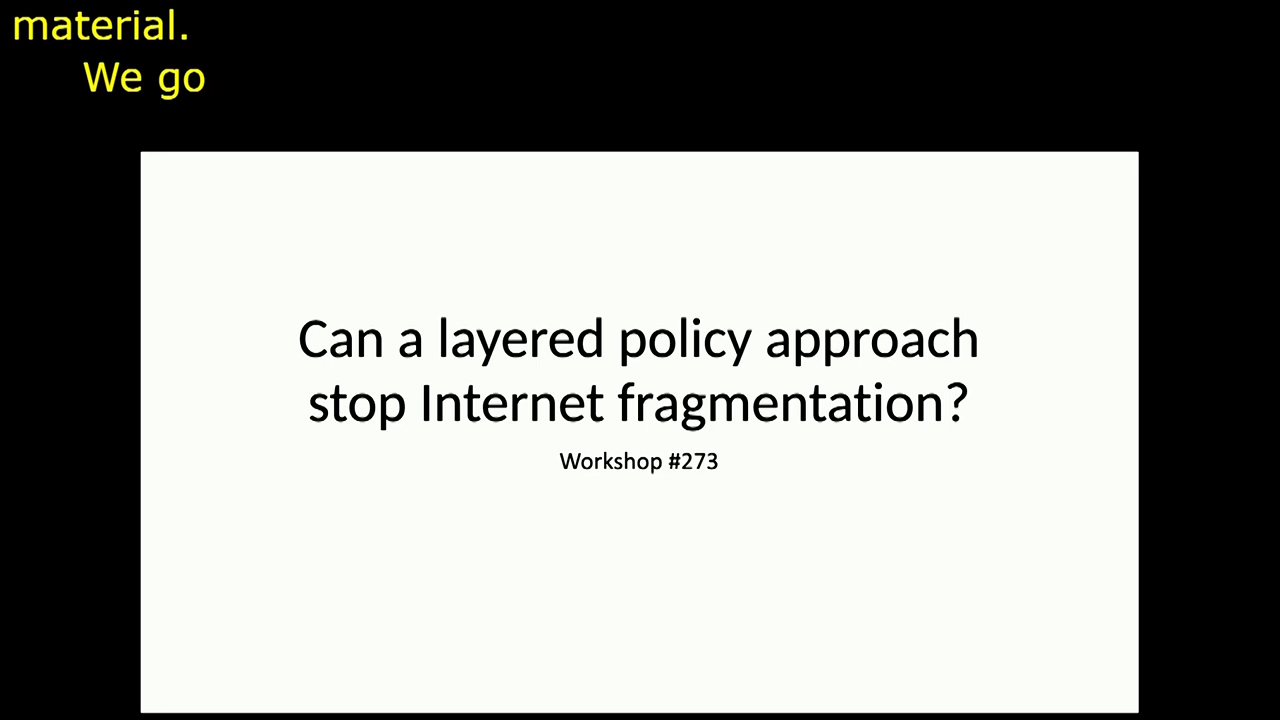 material.
We go
Can a layered policy approach
stop Internet fragmentation?
Workshop #273